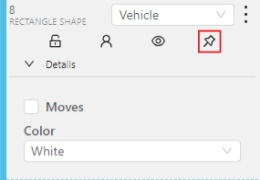 8
RECTANGLE SHAPE
Vehicle
Details
Moves
Color
White